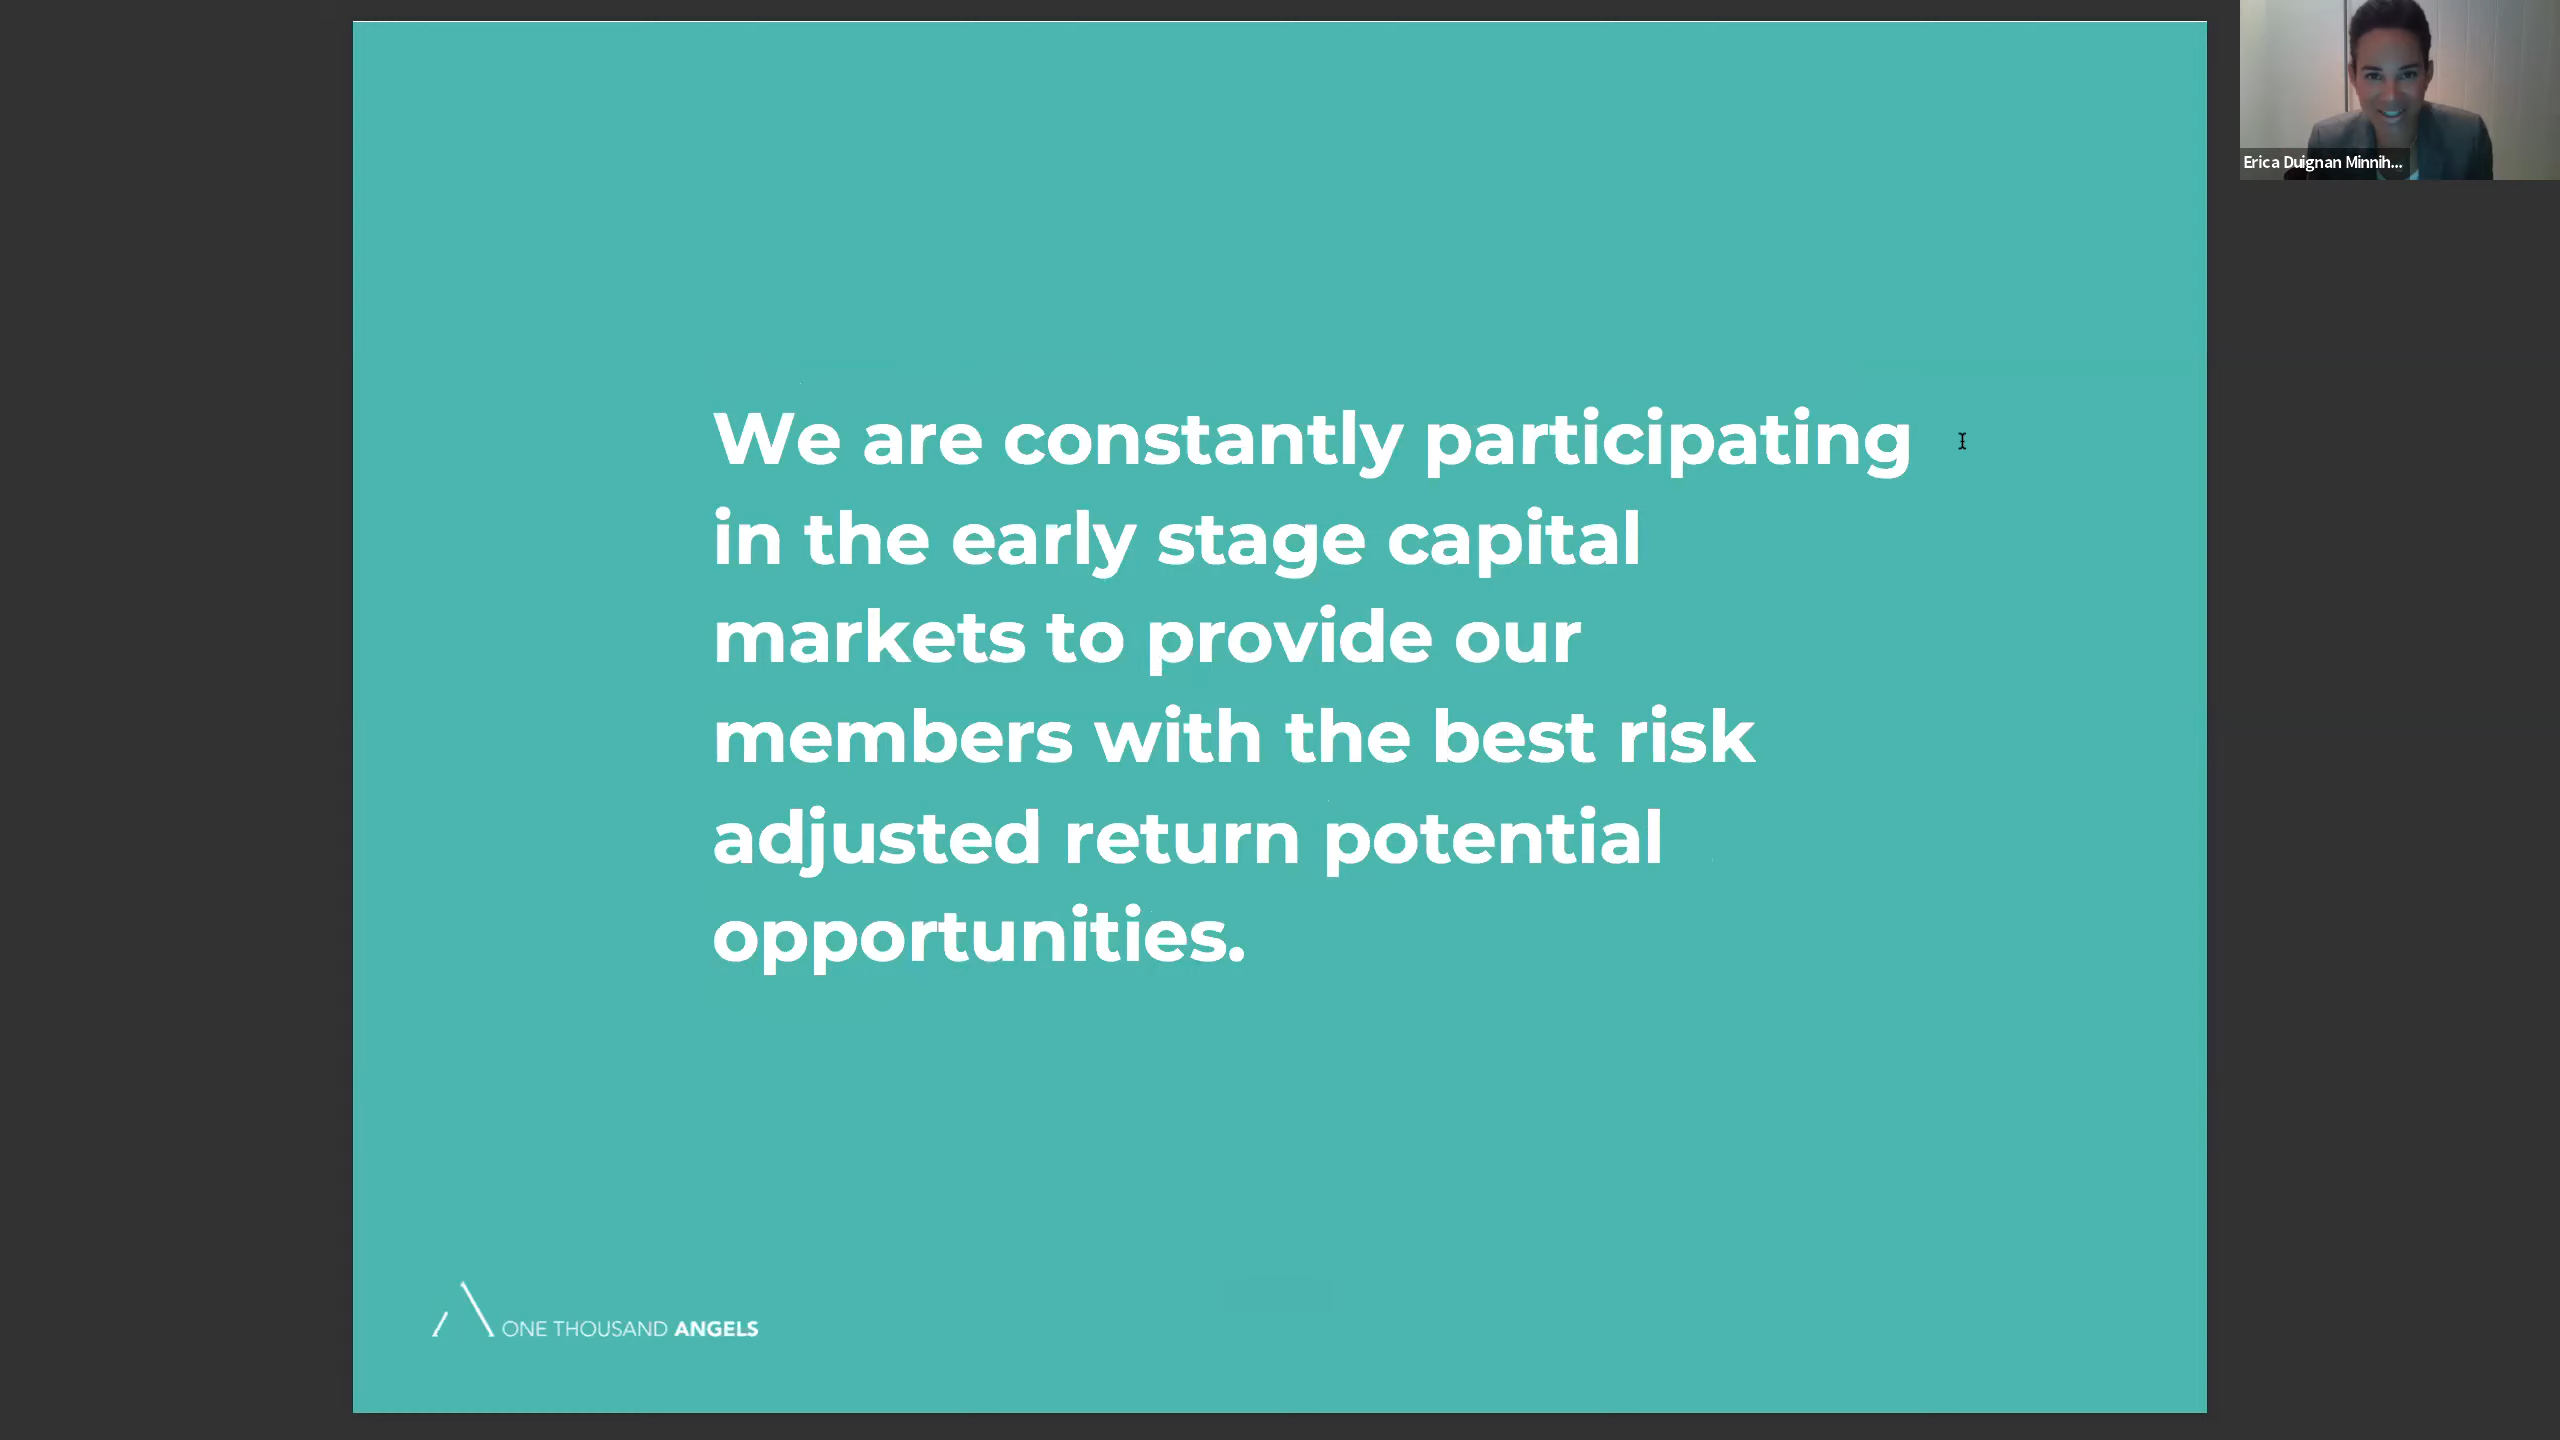 We are constantly participating
in the early stage capital
markets to provide our
members with the best risk
adjusted return potential
opportunities.
ONE THOUSAND ANGELS
Erica Duignan Minnih...